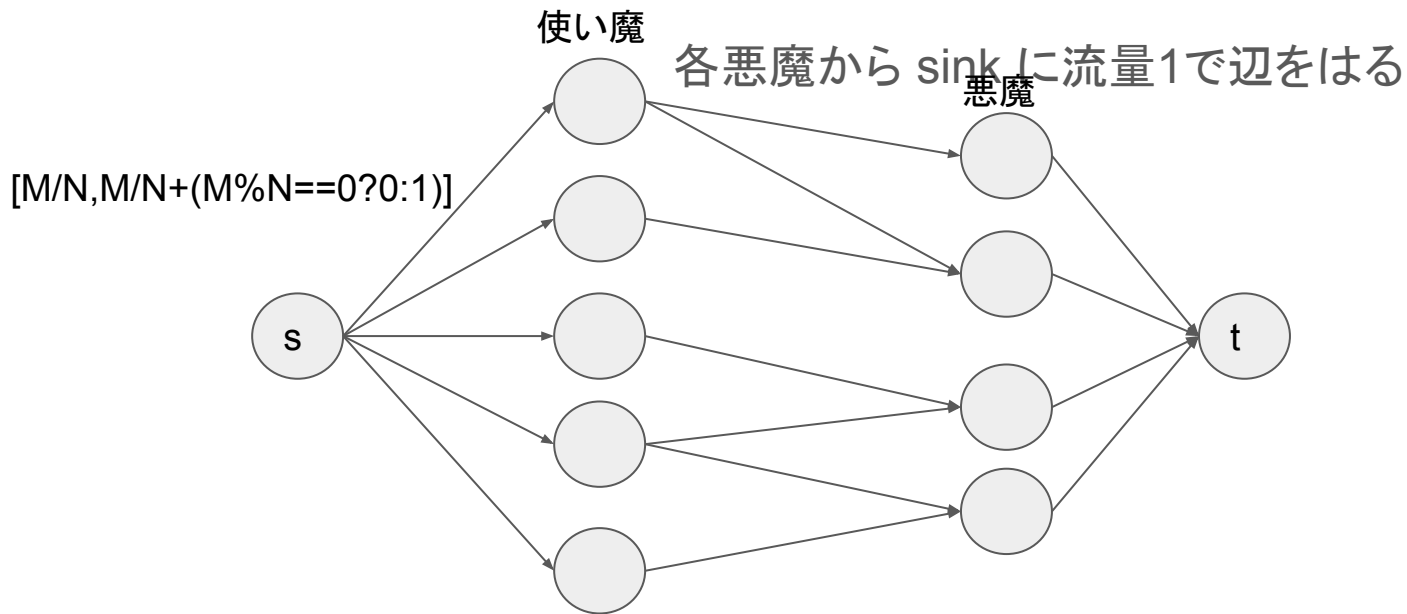 使い魔
各悪魔から sink に流量1で辺をはる
悪魔
[M/N,M/N+(M%N==0?0:1)]
s
t